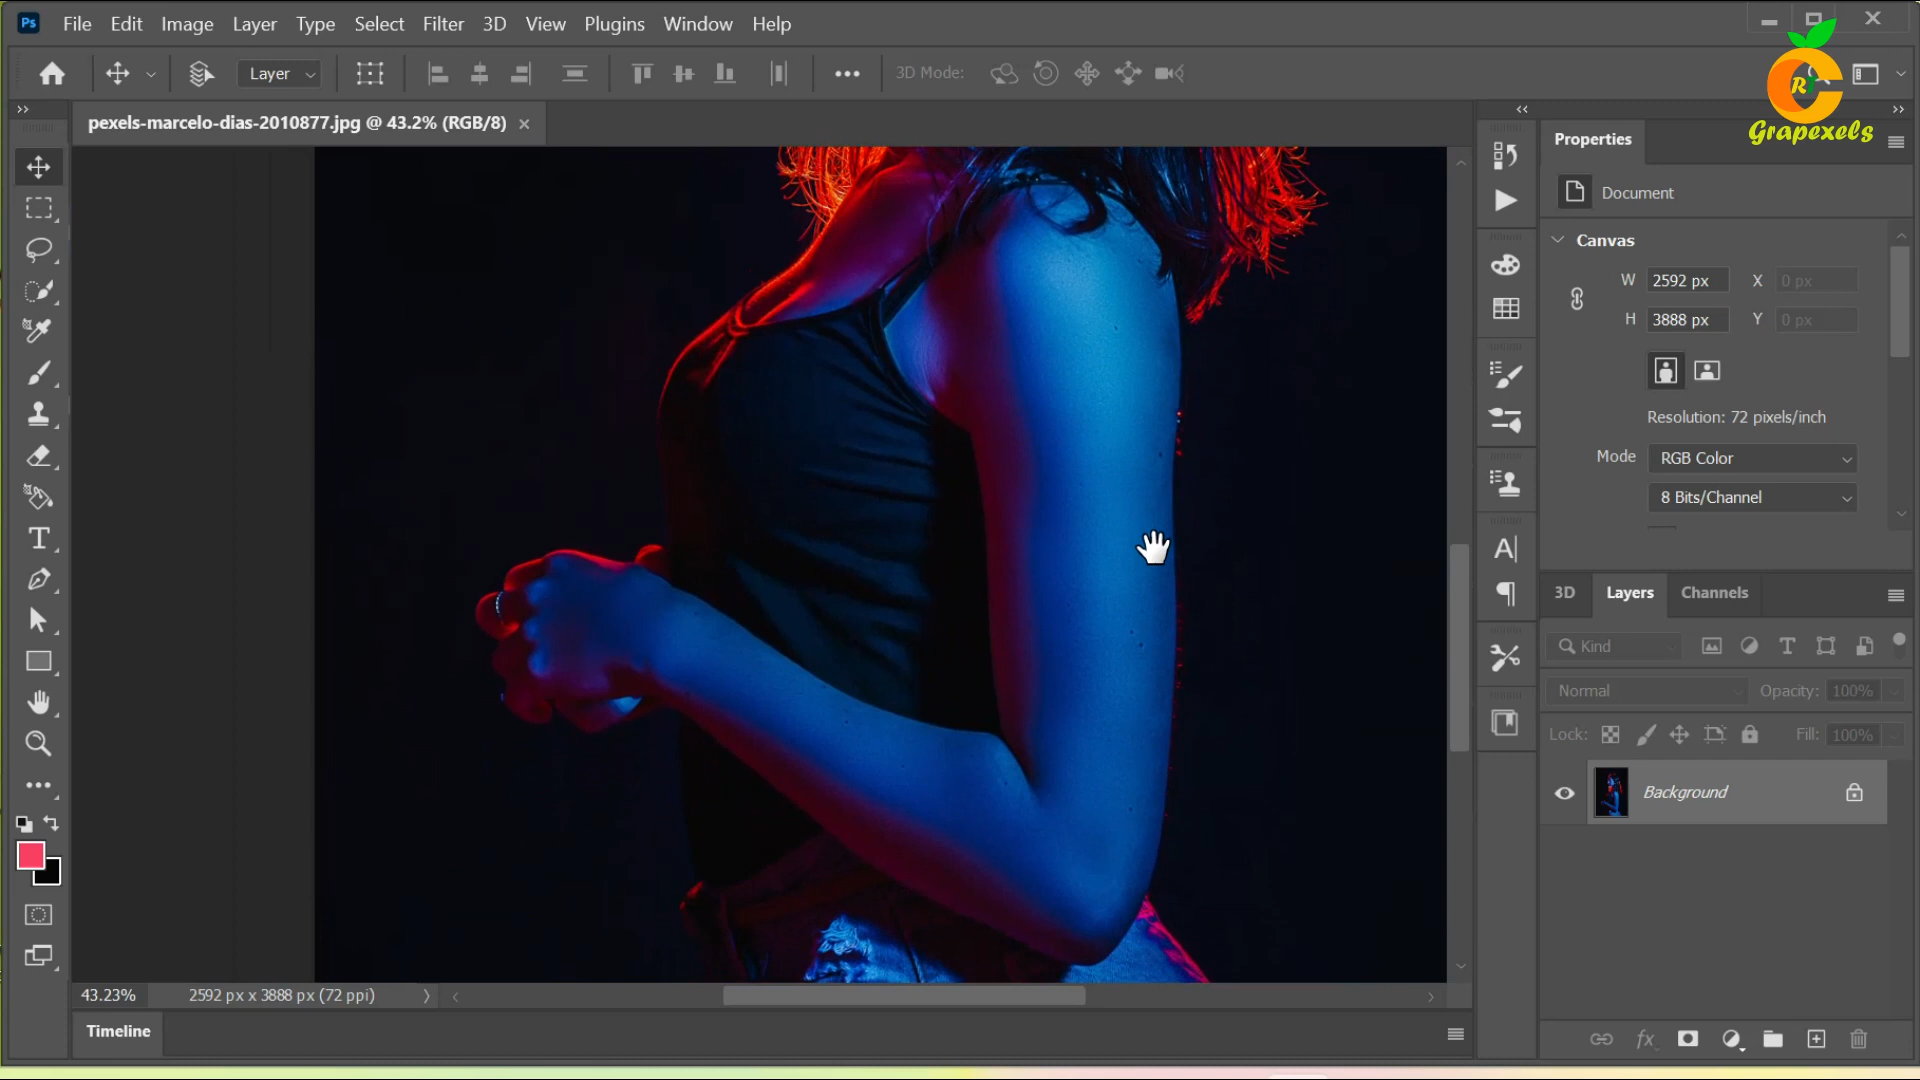 Ps File Edit Image Layer Type Select Filter 3D View Plugins Window Help
Layer 3D Mode:
Grapexels
pexels-marcelo-dias-2010877.jpg @ 43.2% (RGB/8)
Properties
Document
Canvas
W 2592 px X 0 px
H 3888 px Y 0 px
Resolution: 72 pixels/inch
Mode RGB Color
8 Bits/Channel
3D Layers Channels
Kind
Normal Opacity: 100%
Lock: Fill: 100%
Background
43.23% 2592 px x 3888 px (72 ppi)
Timeline